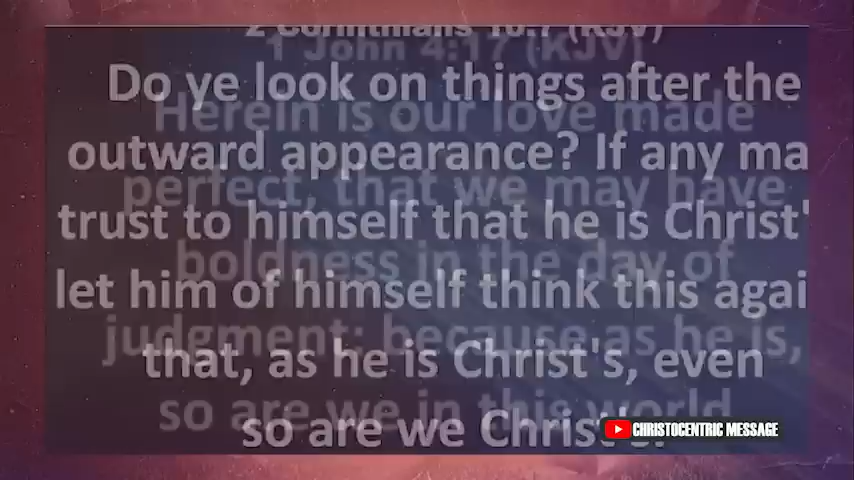 2 Corinthians 10:7 (KJV)
Do ye look on things after the
outward appearance? If any ma
trust to himself that he is Christ'
let him of himself think this agai
that, as he is Christ's, even
so are we Christ's.
1 John 4:17 (KJV)
Herein is our love made
perfect, that we may have
boldness in the day of
judgment: because as he is,
so are we in this world.
CHRISTOCENTRIC MESSAGE